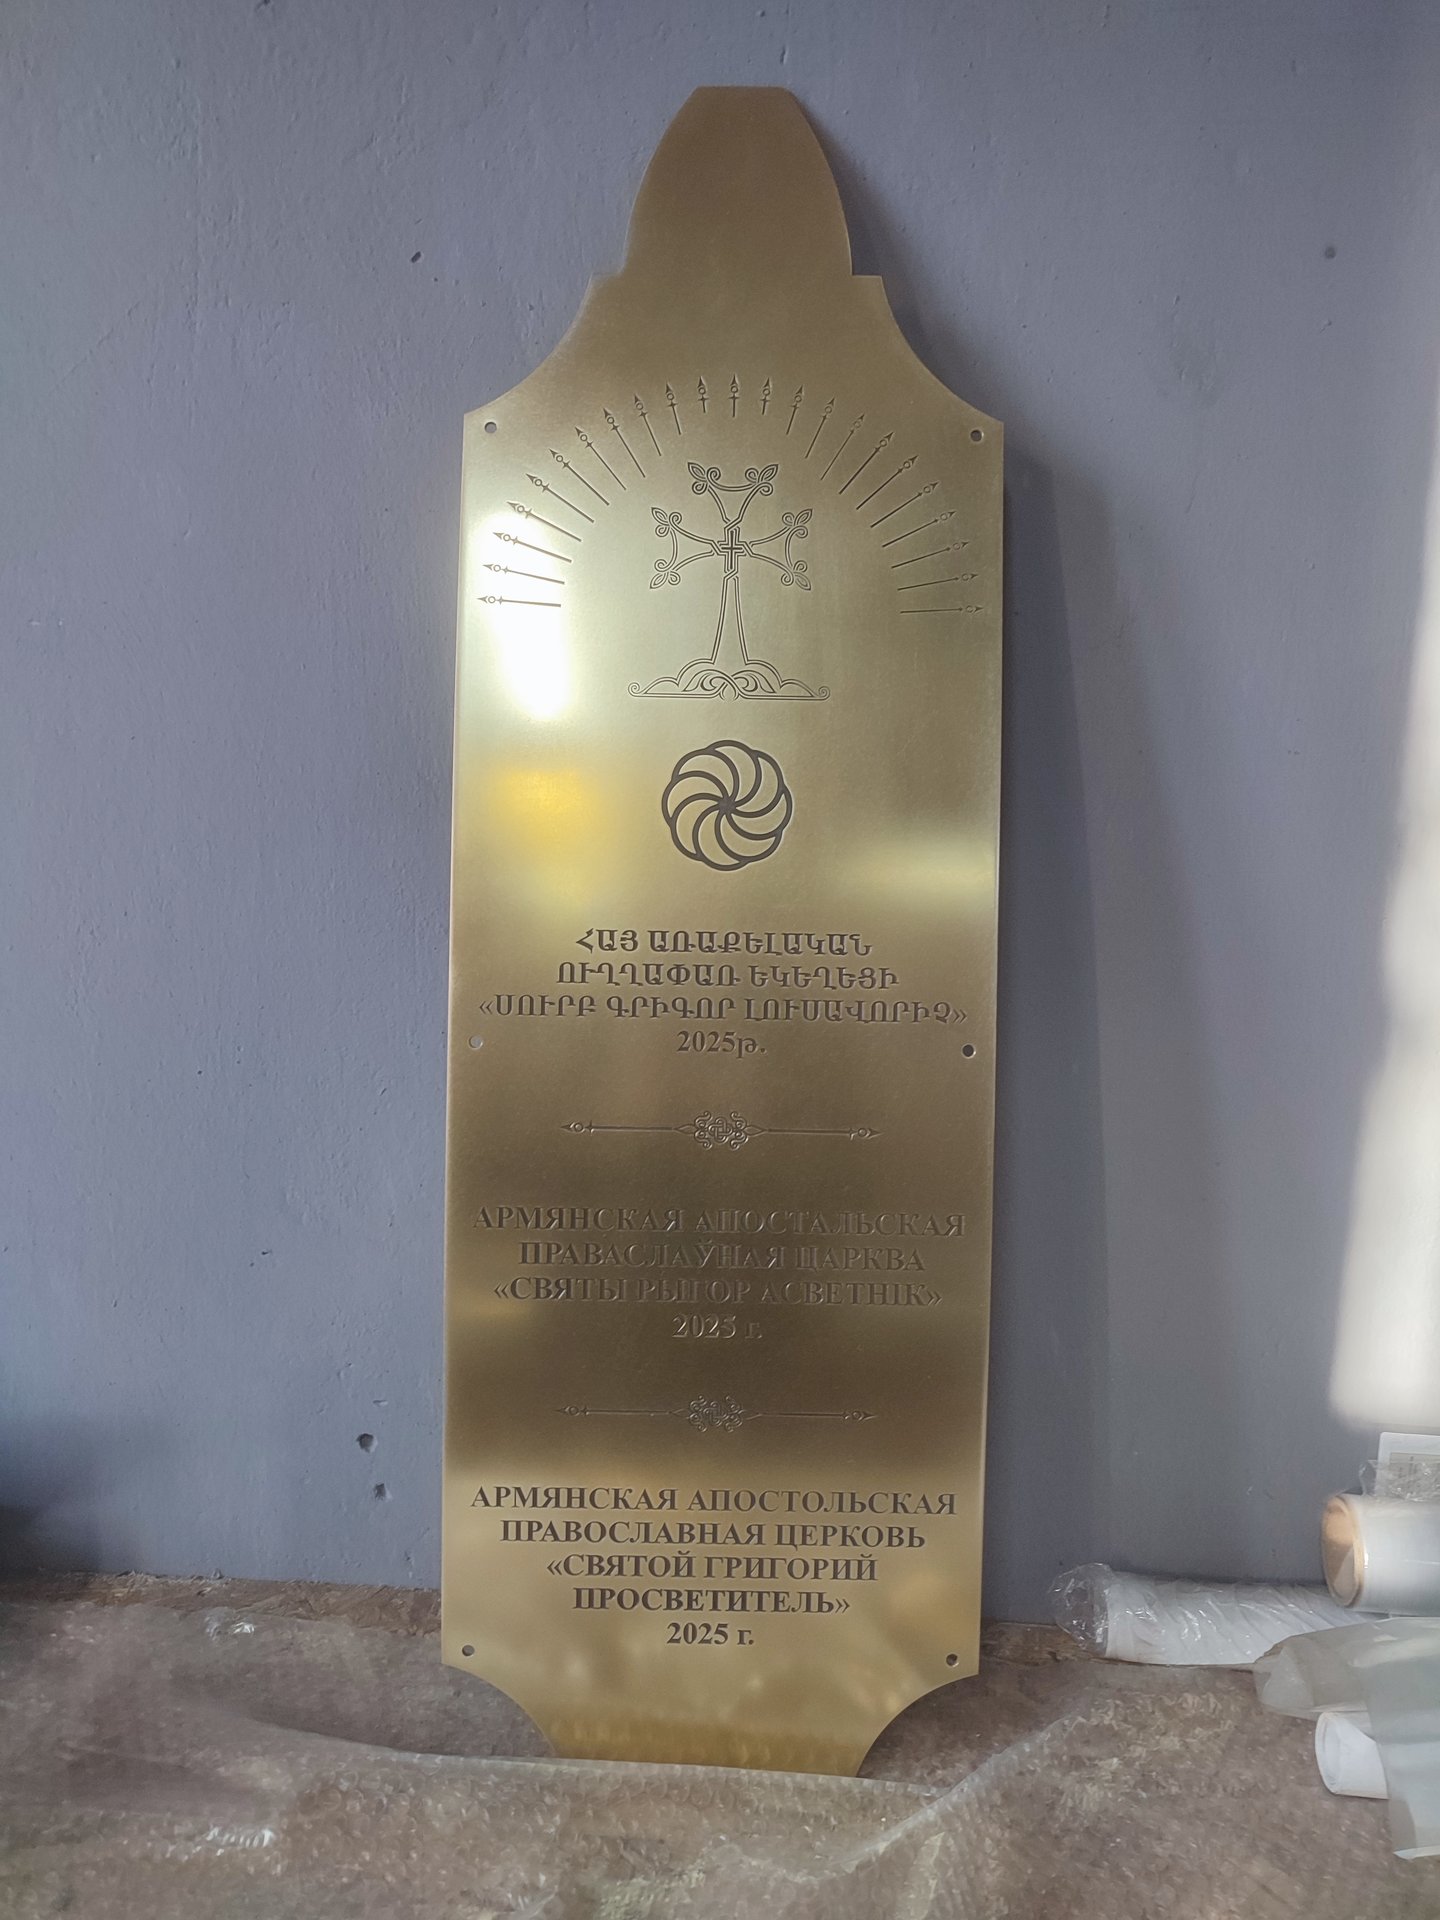 ՀԱՅ ԱՌԱՔԵԼԱԿԱՆ
ՈՒՂՂԱՓԱՌ ԵԿԵՂԵՑԻ
«ՍՈՒՐԲ ԳՐԻԳՈՐ ԼՈՒՍԱՎՈՐԻՉ»
2025թ.
АРМЯНСКАЯ АПОСТАЛЬСКАЯ
ПРАВАСЛАЎНАЯ ЦАРКВА
«СВЯТЫ РЫГОР АСВЕТНІК»
2025 г.
АРМЯНСКАЯ АПОСТОЛЬСКАЯ
ПРАВОСЛАВНАЯ ЦЕРКОВЬ
«СВЯТОЙ ГРИГОРИЙ
ПРОСВЕТИТЕЛЬ»
2025 г.